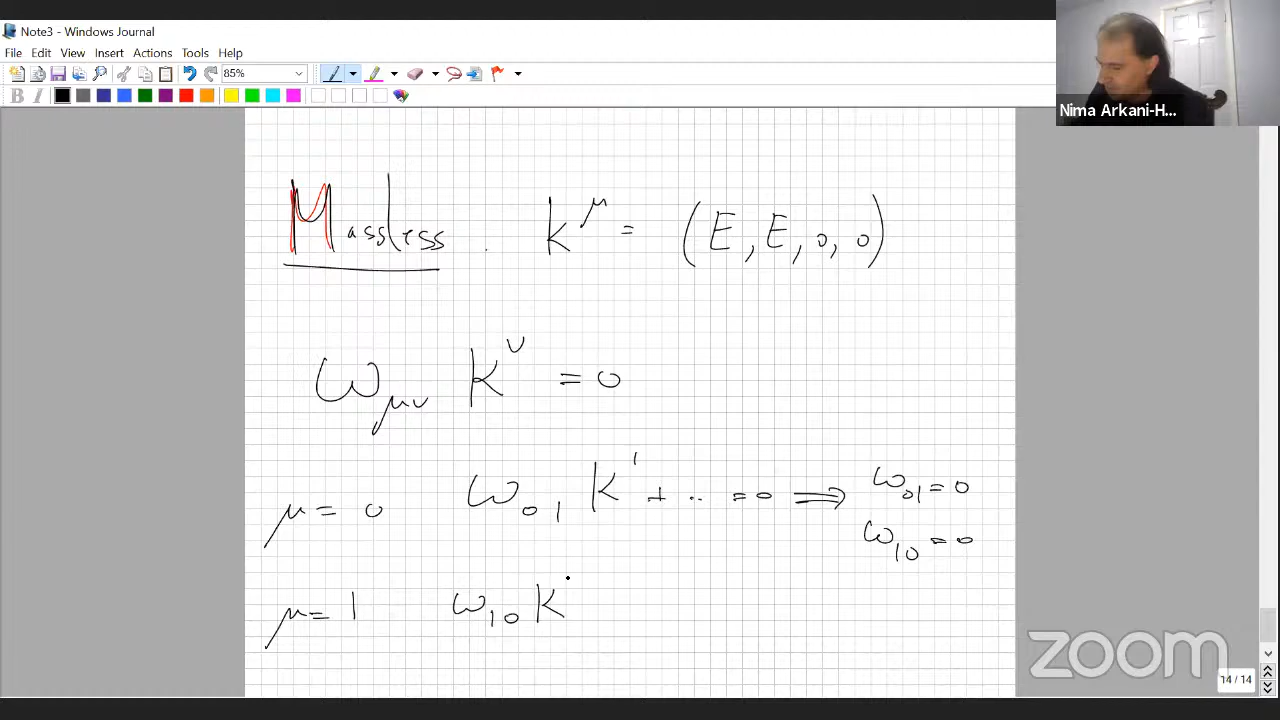 Note3 - Windows Journal
File Edit View Insert Actions Tools Help
85%
B I
Nima Arkani-H...
Massless. K^μ = (E, E, 0, 0)
ω_μν K^ν = 0
μ = 0 ω_01 K^1 + .. = 0 ⟹ ω_01 = 0
ω_10 = 0
μ = 1 ω_10 K
zoom
14 / 14